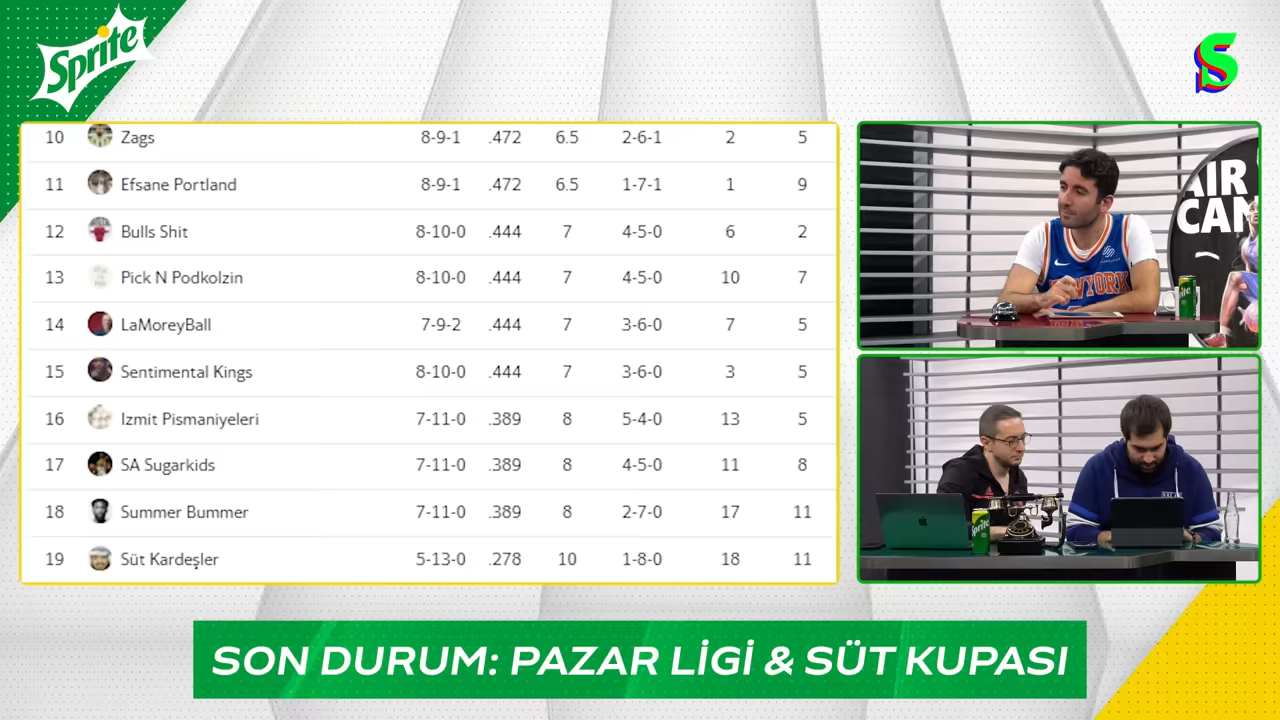 Sprite
S
10 Zags 8-9-1 .472 6.5 2-6-1 2 5
11 Efsane Portland 8-9-1 .472 6.5 1-7-1 1 9
12 Bulls Shit 8-10-0 .444 7 4-5-0 6 2
13 Pick N Podkolzin 8-10-0 .444 7 4-5-0 10 7
14 LaMoreyBall 7-9-2 .444 7 3-6-0 7 5
15 Sentimental Kings 8-10-0 .444 7 3-6-0 3 5
16 Izmit Pismaniyeleri 7-11-0 .389 8 5-4-0 13 5
17 SA Sugarkids 7-11-0 .389 8 4-5-0 11 8
18 Summer Bummer 7-11-0 .389 8 2-7-0 17 11
19 Süt Kardeşler 5-13-0 .278 10 1-8-0 18 11
AIR
CAN
NEW YORK
Sprite
Sprite
SON DURUM: PAZAR LİGİ & SÜT KUPASI